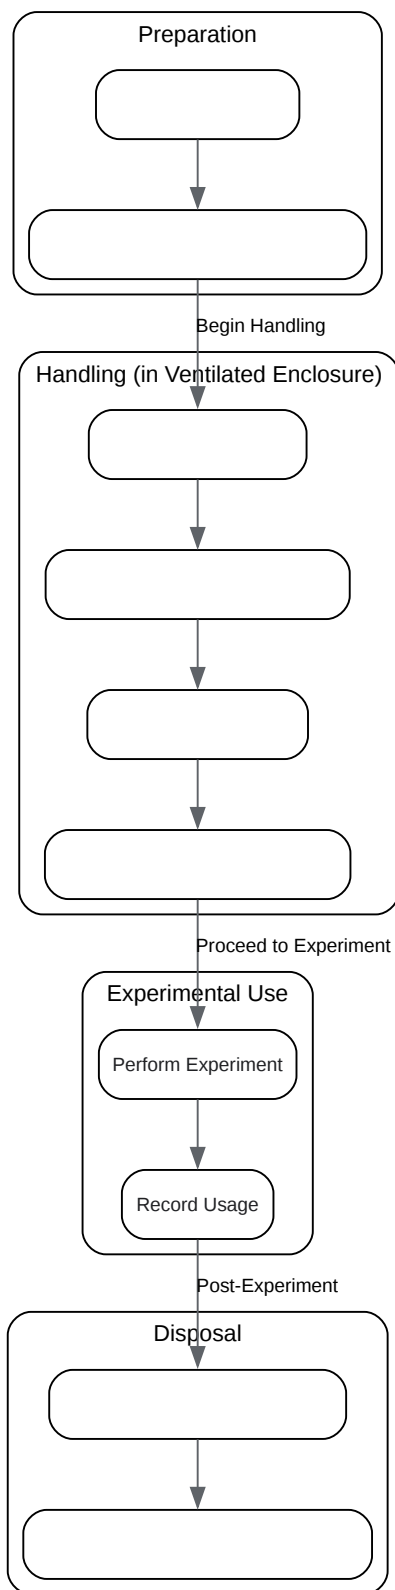 Preparation
Begin Handling
Handling (in Ventilated Enclosure)
Proceed to Experiment
Experimental Use
Perform Experiment
Record Usage
Post-Experiment
Disposal